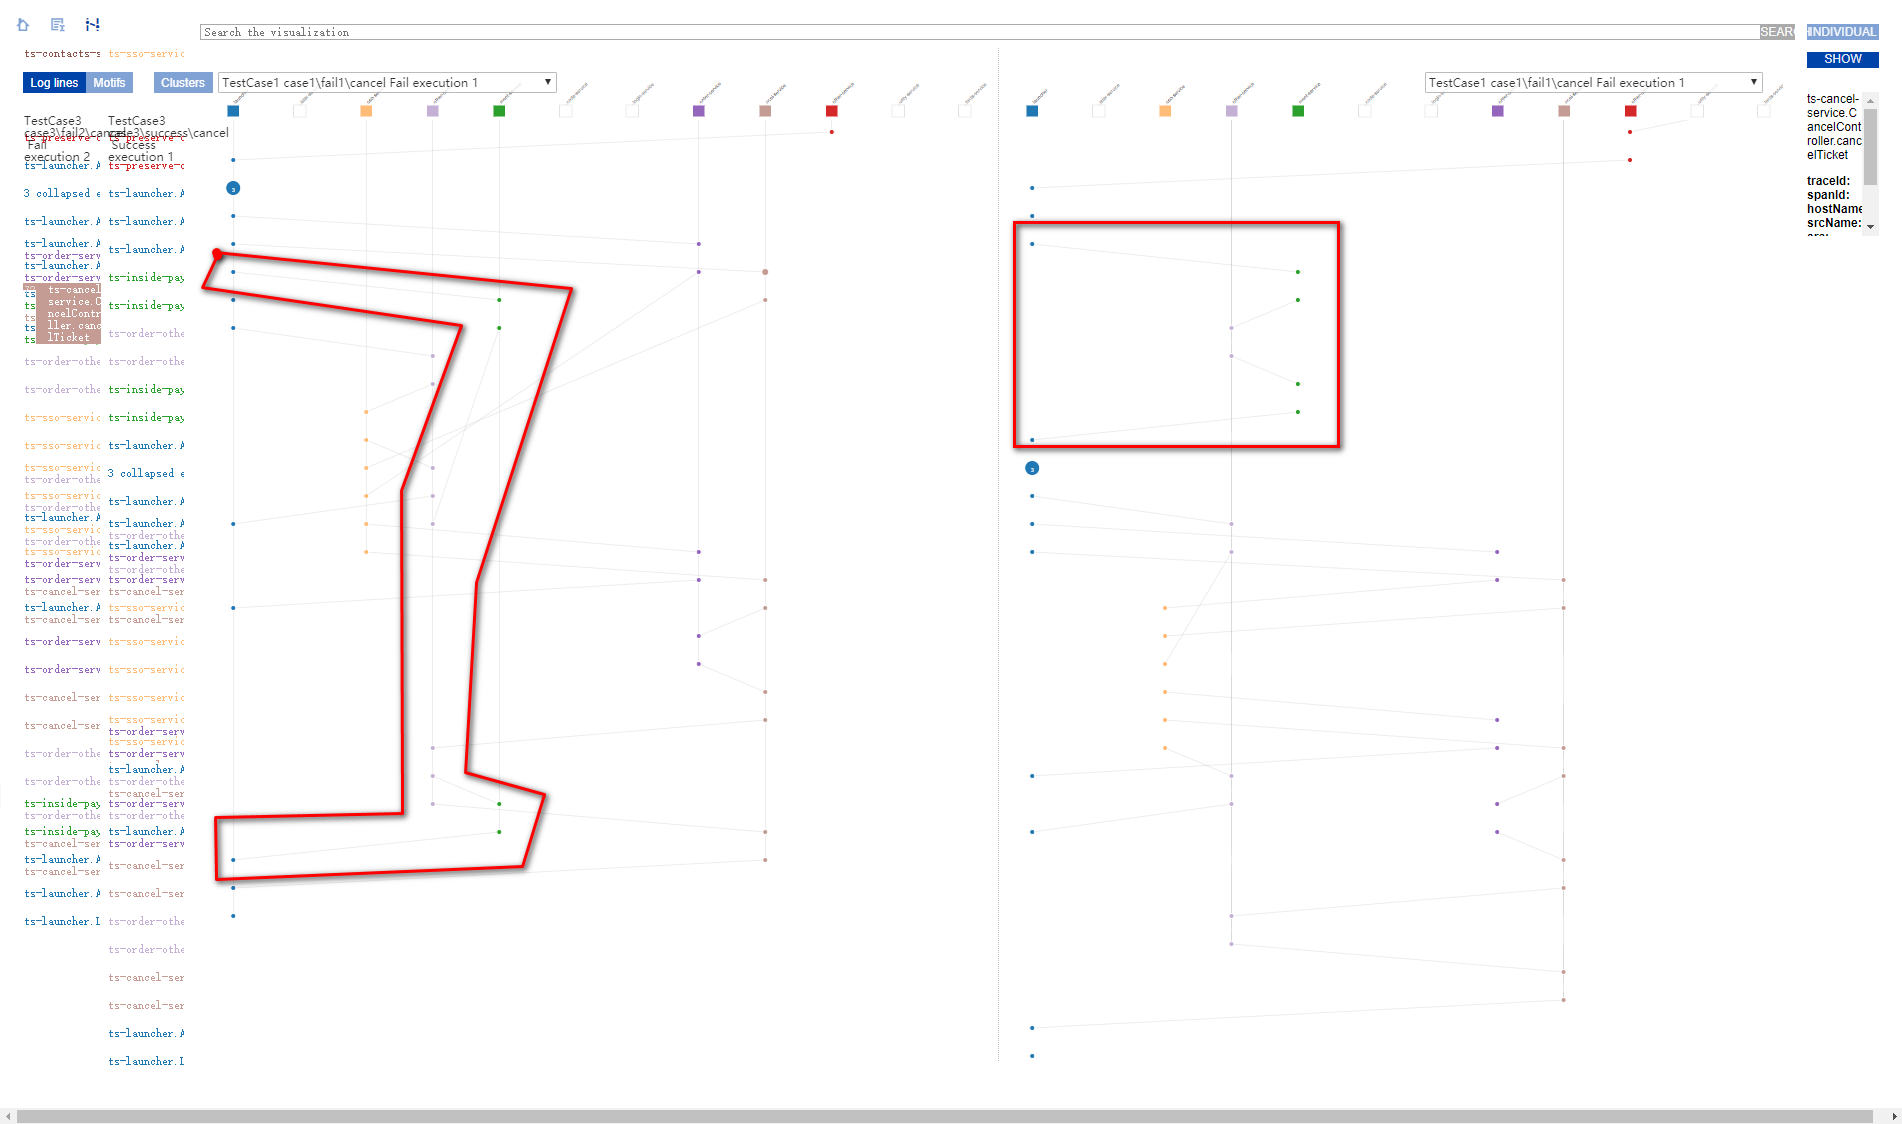 Search the visualization
SEAR
INDIVIDUAL
SHOW
ts-contacts-s
ts-sso-servic
Log lines
Motifs
Clusters
TestCase1 case1\fail1\cancel Fail execution 1
TestCase1 case1\fail1\cancel Fail execution 1
TestCase3
case3\fail2\cancel
Fail
execution 2
ts-launcher.A
3 collapsed e
ts-launcher.A
ts-launcher.A
ts-order-serv
ts-launcher.A
ts-order-serv
ts-cancel
service.C
ncelContr
ller.canc
lTicket
ts-order-othe
ts-order-othe
ts-sso-servic
ts-sso-servic
ts-sso-servic
ts-order-othe
ts-sso-servic
ts-order-othe
ts-launcher.A
ts-sso-servic
ts-order-othe
ts-sso-servic
ts-order-serv
ts-order-serv
ts-cancel-ser
ts-launcher.A
ts-cancel-ser
ts-order-serv
ts-order-serv
ts-cancel-ser
ts-cancel-ser
ts-order-othe
ts-order-othe
ts-inside-pay
ts-order-othe
ts-inside-pay
ts-cancel-ser
ts-launcher.A
ts-cancel-ser
ts-launcher.A
ts-launcher.I
TestCase3
case3\success\cancel
Success
execution 1
ts-preserve-o
ts-launcher.A
ts-launcher.A
ts-launcher.A
ts-inside-pay
ts-inside-pay
ts-order-othe
ts-order-othe
ts-inside-pay
ts-inside-pay
ts-launcher.A
3 collapsed e
ts-launcher.A
ts-launcher.A
ts-order-othe
ts-launcher.A
ts-order-serv
ts-order-othe
ts-order-serv
ts-cancel-ser
ts-sso-servic
ts-cancel-ser
ts-sso-servic
ts-sso-servic
ts-sso-servic
ts-sso-servic
ts-order-serv
ts-sso-servic
ts-order-serv
ts-launcher.A
ts-cancel-ser
ts-order-serv
ts-order-othe
ts-launcher.A
ts-order-serv
ts-cancel-ser
ts-cancel-ser
ts-order-othe
ts-order-othe
ts-cancel-ser
ts-cancel-ser
ts-launcher.A
ts-launcher.I
ts-cancel-
service.C
ancelCont
roller.canc
elTicket
traceId:
spanId:
hostName
srcName: